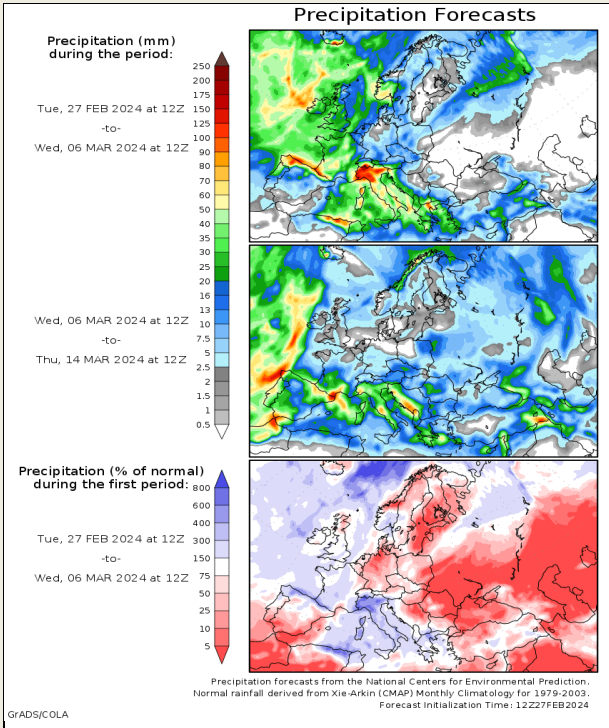 Precipitation Forecasts
Precipitation (mm)
during the period:
Tue, 27 FEB 2024 at 12Z
-to-
Wed, 06 MAR 2024 at 12Z
250
200
175
150
125
100
90
80
70
60
50
40
35
30
25
20
16
13
10
7.5
5
2.5
2
1.5
1
0.5
Wed, 06 MAR 2024 at 12Z
-to-
Thu, 14 MAR 2024 at 12Z
Precipitation (% of normal)
during the first period:
Tue, 27 FEB 2024 at 12Z
-to-
Wed, 06 MAR 2024 at 12Z
800
600
400
300
150
75
50
25
10
5
Precipitation forecasts from the National Centers for Environmental Prediction.
Normal rainfall derived from Xie-Arkin (CMAP) Monthly Climatology for 1979-2003.
Forecast Initialization Time: 12Z27FEB2024
GrADS/COLA